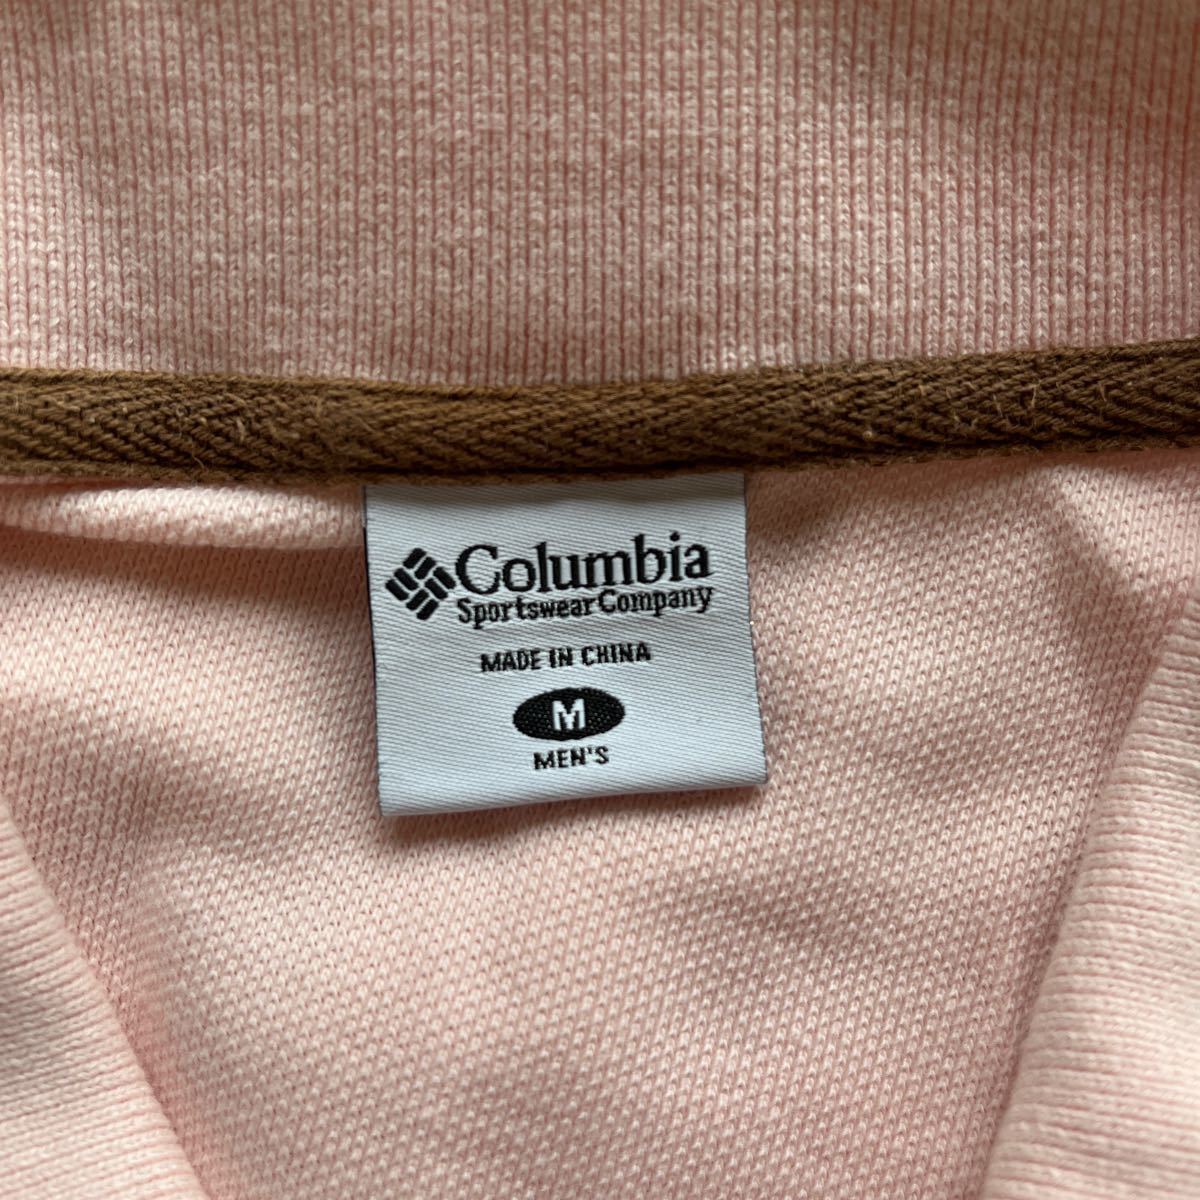 Columbia
Sportswear Company
MADE IN CHINA
M
MEN'S